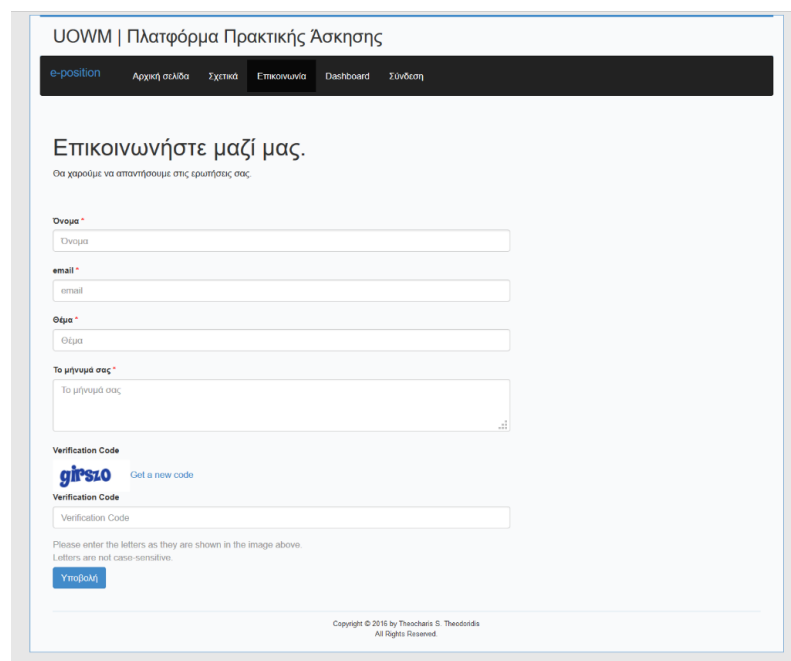 UOWM | Πλατφόρμα Πρακτικής Άσκησης
e-position Αρχική σελίδα Σχετικά Επικοινωνία Dashboard Σύνδεση
Επικοινωνήστε μαζί μας.
Θα χαρούμε να απαντήσουμε στις ερωτήσεις σας.
Όνομα *
Όνομα
email *
email
Θέμα *
Θέμα
Το μήνυμά σας *
Το μήνυμά σας
Verification Code
girszo Get a new code
Verification Code
Verification Code
Please enter the letters as they are shown in the image above.
Letters are not case-sensitive.
Υποβολή
Copyright © 2016 by Theocharis S. Theodoridis
All Rights Reserved.